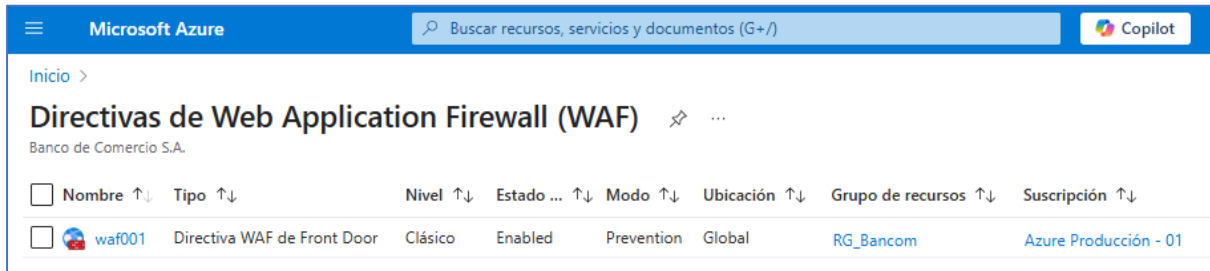 Microsoft Azure
Buscar recursos, servicios y documentos (G+/)
Copilot
Inicio >
Directivas de Web Application Firewall (WAF) ...
Banco de Comercio S.A.
Nombre ↑↓ Tipo ↑↓ Nivel ↑↓ Estado ... ↑↓ Modo ↑↓ Ubicación ↑↓ Grupo de recursos ↑↓ Suscripción ↑↓
waf001 Directiva WAF de Front Door Clásico Enabled Prevention Global RG_Bancom Azure Producción - 01